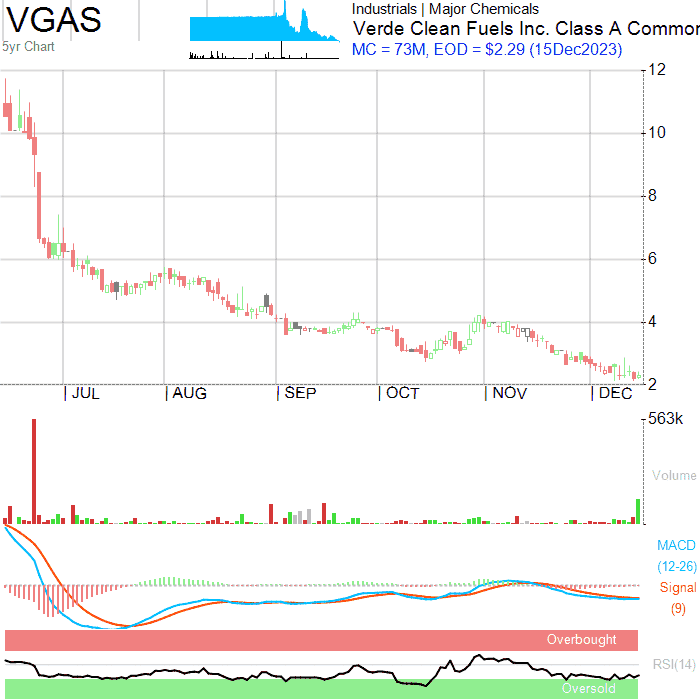 VGAS
5yr Chart
Industrials | Major Chemicals
Verde Clean Fuels Inc. Class A Common
MC = 73M, EOD = $2.29 (15Dec2023)
12
10
8
6
4
2
| JUL | AUG | SEP | OCT | NOV | DEC
563k
Volume
MACD
(12-26)
Signal
(9)
Overbought
RSI(14)
Oversold